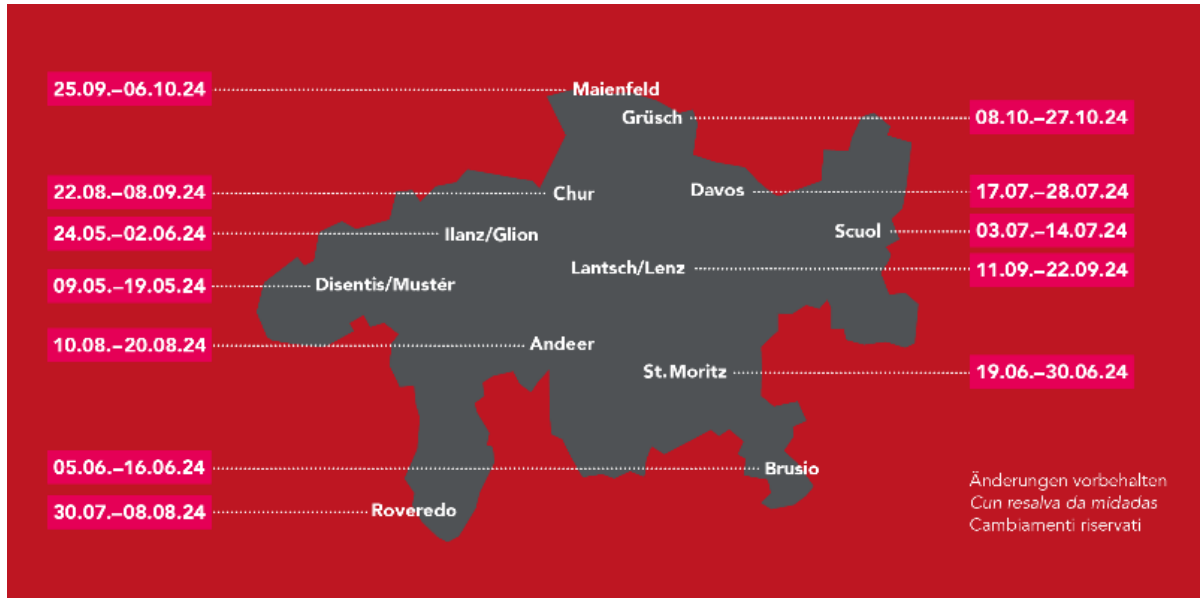 25.09.–06.10.24 Maienfeld
Grüsch 08.10.–27.10.24
22.08.–08.09.24 Chur
Davos 17.07.–28.07.24
24.05.–02.06.24 Ilanz/Glion
Scuol 03.07.–14.07.24
Lantsch/Lenz 11.09.–22.09.24
09.05.–19.05.24 Disentis/Mustér
10.08.–20.08.24 Andeer
St. Moritz 19.06.–30.06.24
05.06.–16.06.24 Brusio
30.07.–08.08.24 Roveredo
Änderungen vorbehalten
Cun resalva da midadas
Cambiamenti riservati